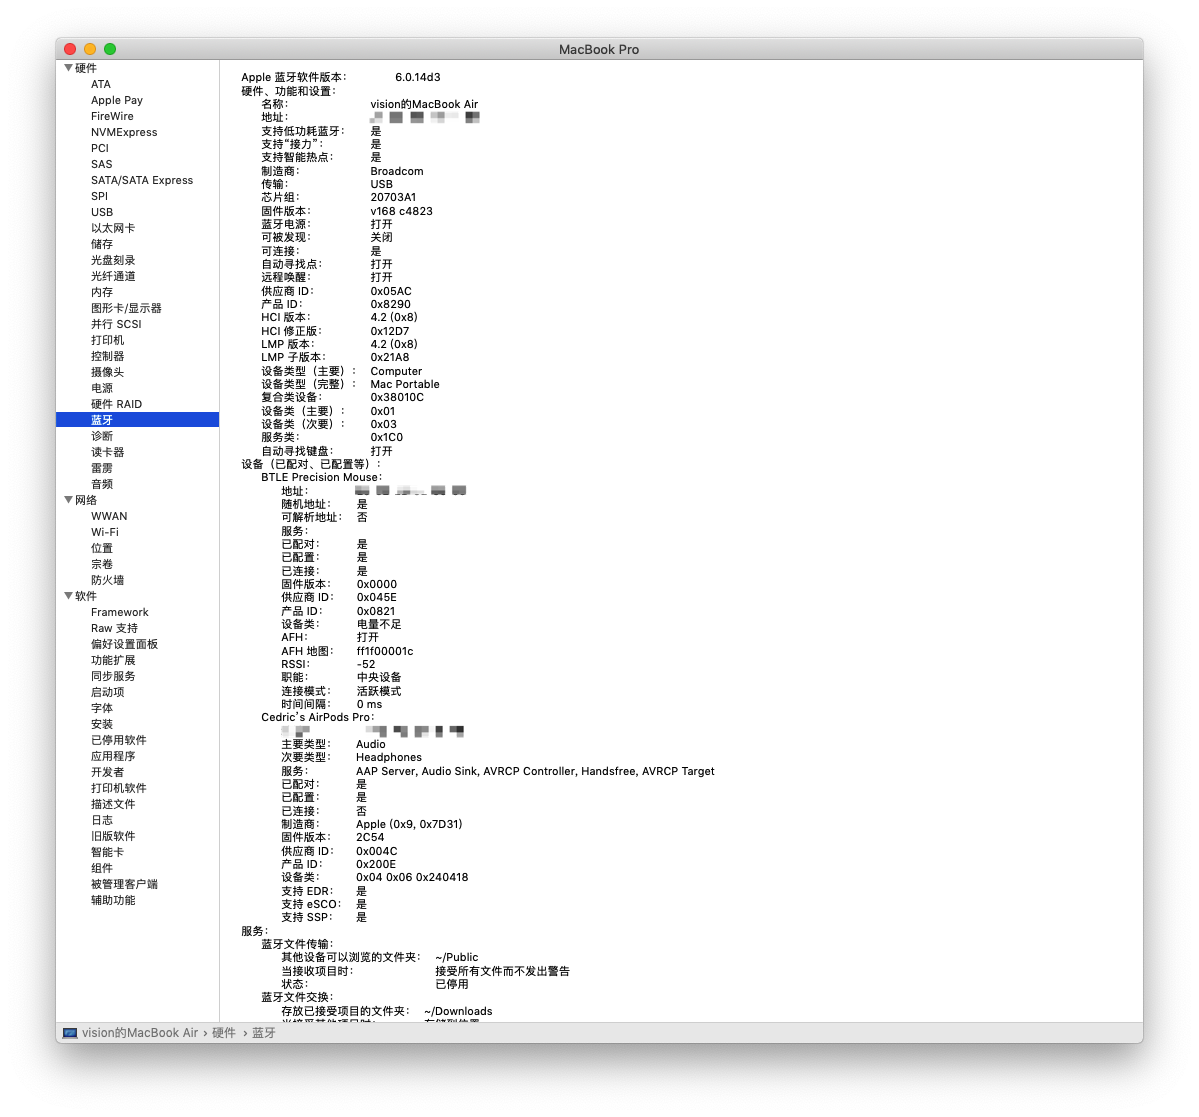 MacBook Pro
硬件
ATA
Apple Pay
FireWire
NVMExpress
PCI
SAS
SATA/SATA Express
SPI
USB
以太网卡
储存
光盘刻录
光纤通道
内存
图形卡/显示器
并行 SCSI
打印机
控制器
摄像头
电源
硬件 RAID
蓝牙
诊断
读卡器
雷雳
音频
网络
WWAN
Wi-Fi
位置
宗卷
防火墙
软件
Framework
Raw 支持
偏好设置面板
功能扩展
同步服务
启动项
字体
安装
已停用软件
应用程序
开发者
打印机软件
描述文件
日志
旧版软件
智能卡
组件
被管理客户端
辅助功能
Apple 蓝牙软件版本： 6.0.14d3
硬件、功能和设置：
名称： vision的MacBook Air
地址：
支持低功耗蓝牙： 是
支持“接力”： 是
支持智能热点： 是
制造商： Broadcom
传输： USB
芯片组： 20703A1
固件版本： v168 c4823
蓝牙电源： 打开
可被发现： 关闭
可连接： 是
自动寻找点： 打开
远程唤醒： 打开
供应商 ID： 0x05AC
产品 ID： 0x8290
HCI 版本： 4.2 (0x8)
HCI 修正版： 0x12D7
LMP 版本： 4.2 (0x8)
LMP 子版本： 0x21A8
设备类型（主要）： Computer
设备类型（完整）： Mac Portable
复合类设备： 0x38010C
设备类（主要）： 0x01
设备类（次要）： 0x03
服务类： 0x1C0
自动寻找键盘： 打开
设备（已配对、已配置等）：
BTLE Precision Mouse：
地址：
随机地址： 是
可解析地址： 否
服务：
已配对： 是
已配置： 是
已连接： 是
固件版本： 0x0000
供应商 ID： 0x045E
产品 ID： 0x0821
设备类： 电量不足
AFH： 打开
AFH 地图： ff1f00001c
RSSI： -52
职能： 中央设备
连接模式： 活跃模式
时间间隔： 0 ms
Cedric’s AirPods Pro：
主要类型： Audio
次要类型： Headphones
服务： AAP Server, Audio Sink, AVRCP Controller, Handsfree, AVRCP Target
已配对： 是
已配置： 是
已连接： 否
制造商： Apple (0x9, 0x7D31)
固件版本： 2C54
供应商 ID： 0x004C
产品 ID： 0x200E
设备类： 0x04 0x06 0x240418
支持 EDR： 是
支持 eSCO： 是
支持 SSP： 是
服务：
蓝牙文件传输：
其他设备可以浏览的文件夹： ~/Public
当接收项目时： 接受所有文件而不发出警告
状态： 已停用
蓝牙文件交换：
存放已接受项目的文件夹： ~/Downloads
vision的MacBook Air › 硬件 › 蓝牙